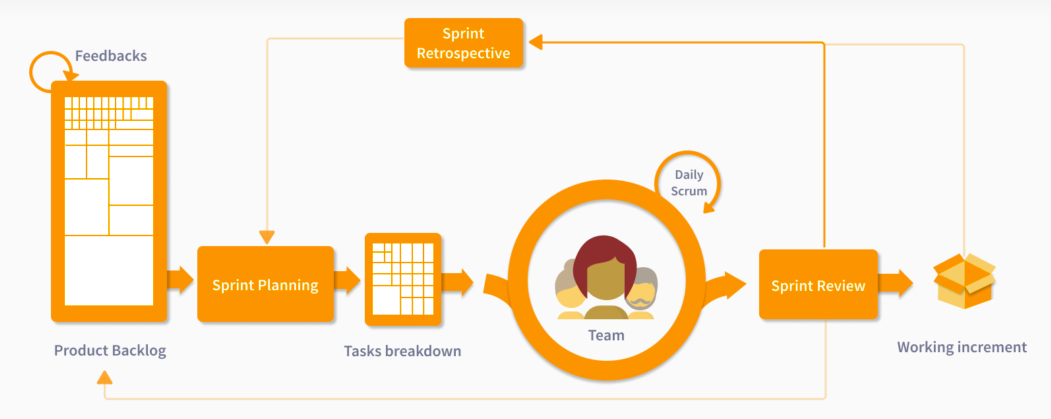 Sprint
Retrospective
Feedbacks
Daily
Scrum
Sprint Planning
Sprint Review
Team
Product Backlog
Tasks breakdown
Working increment